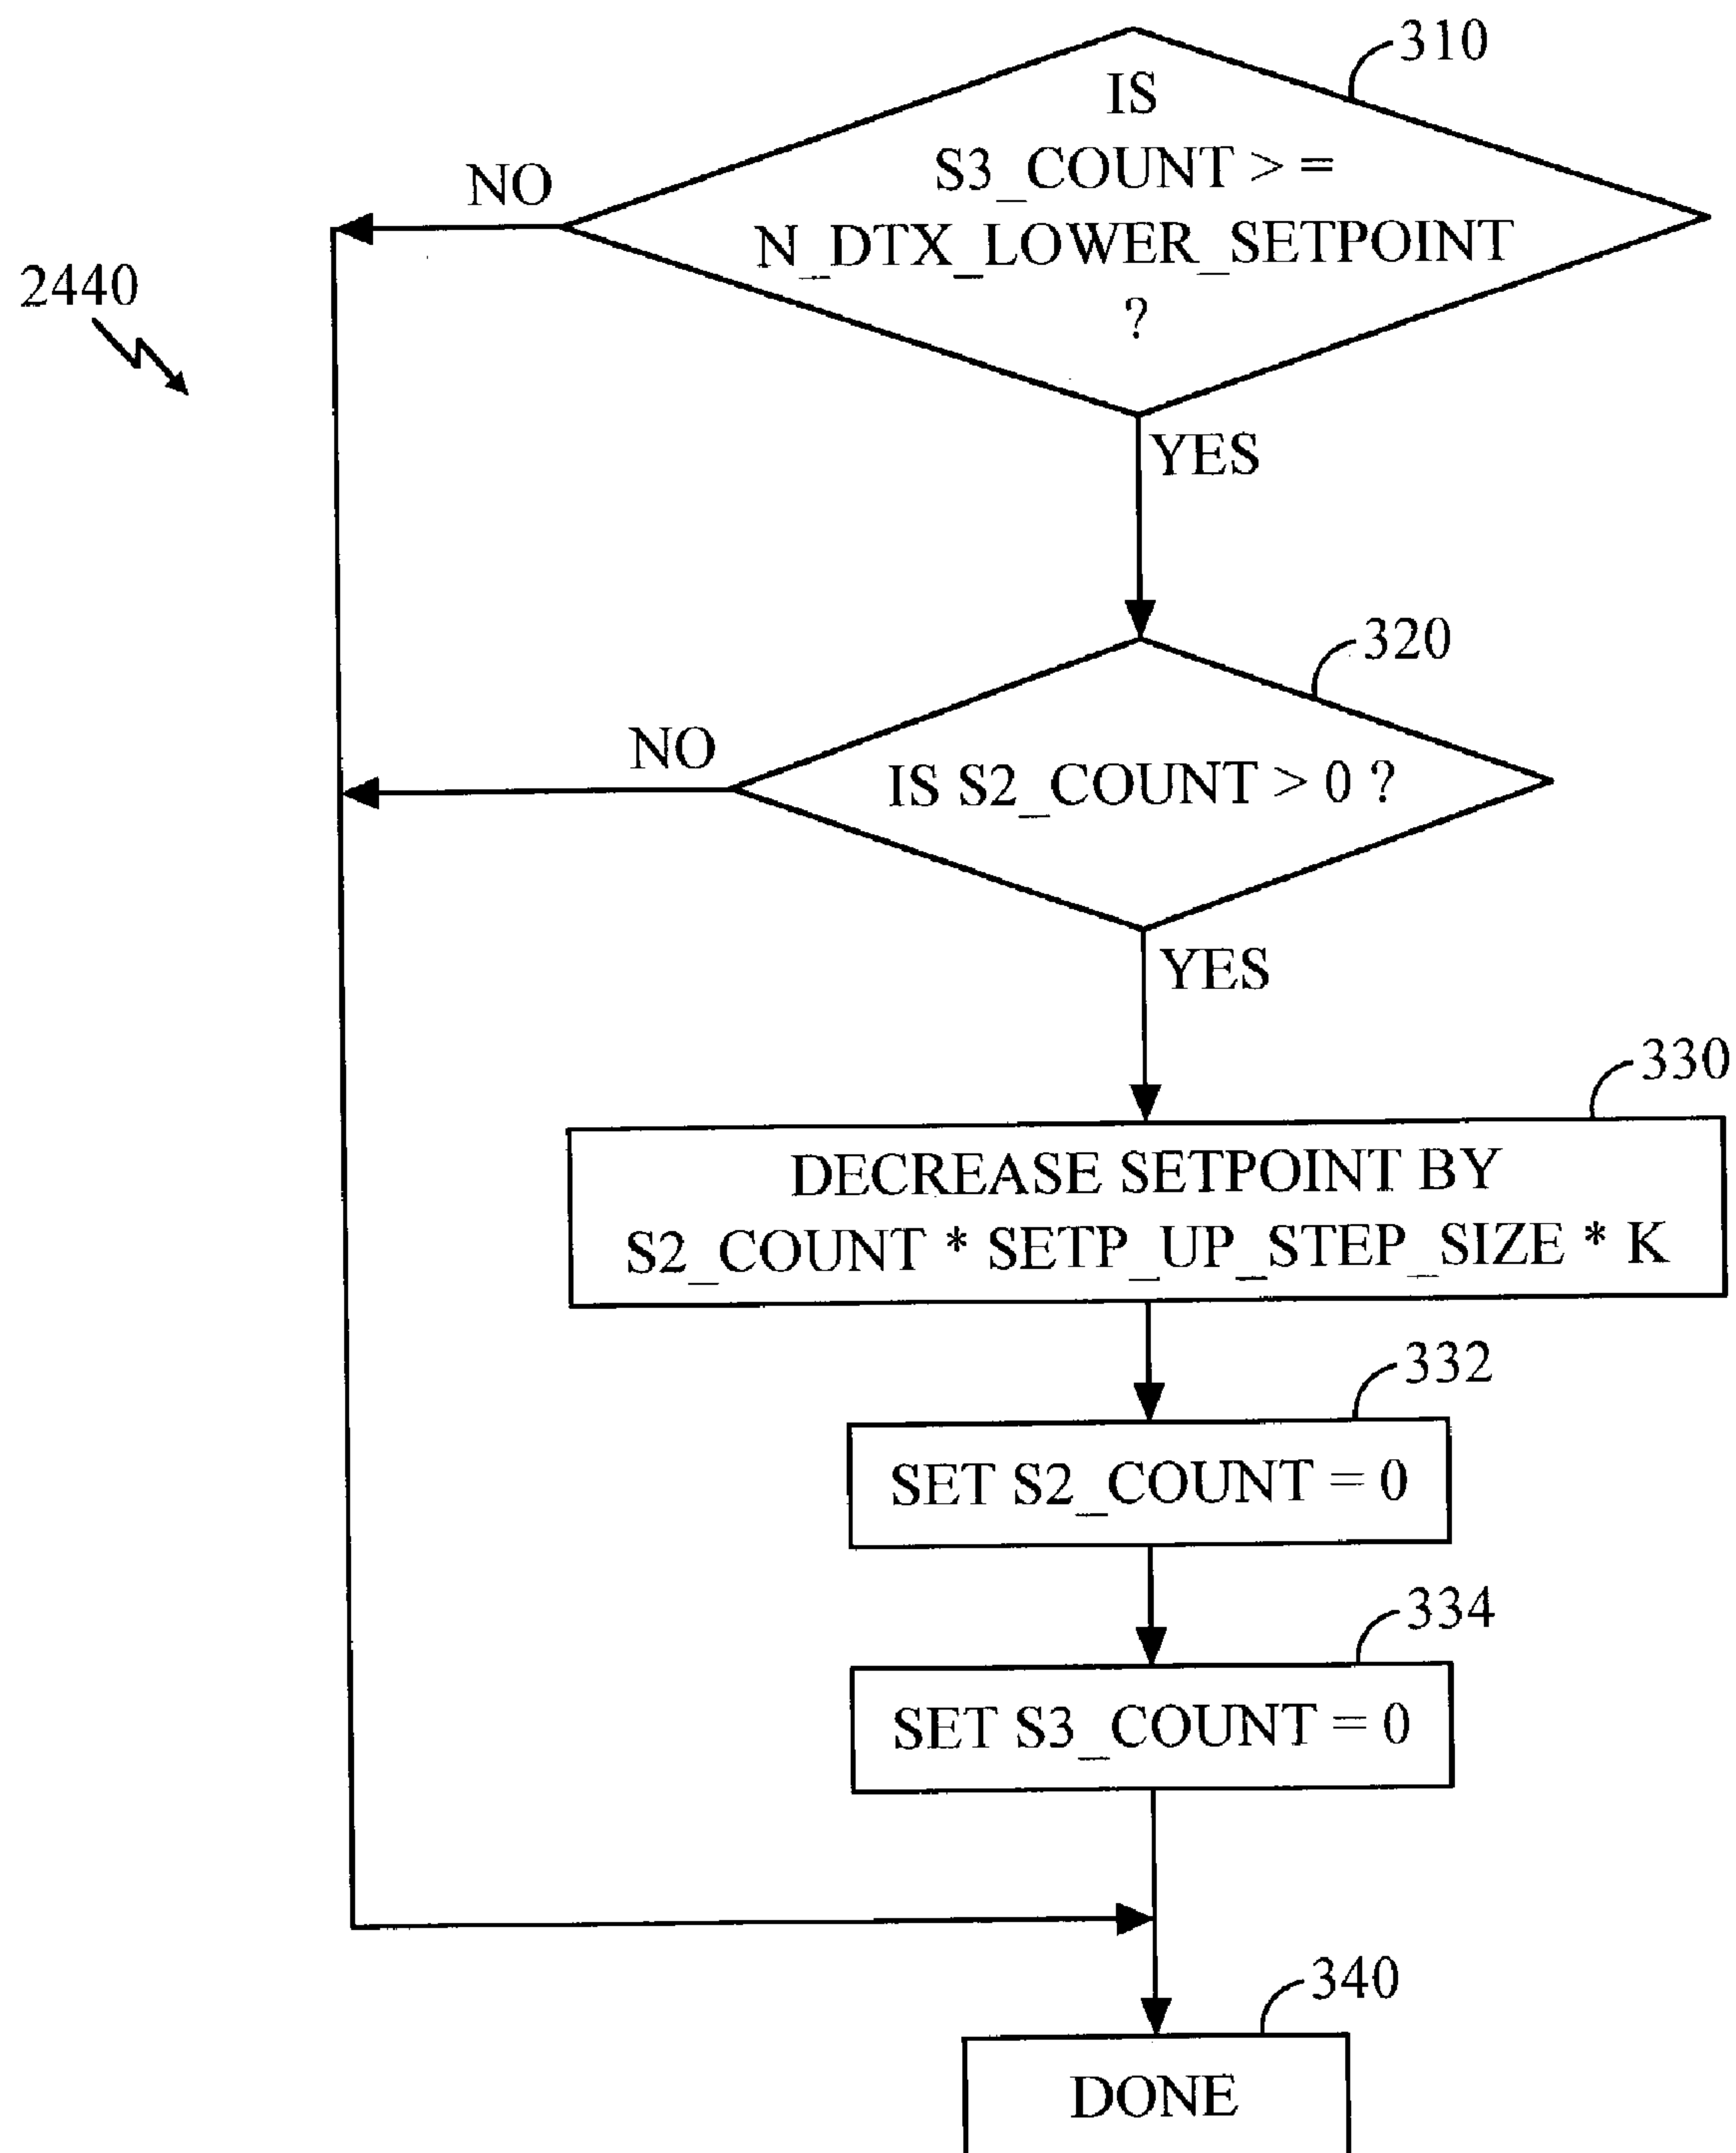 310
IS
S3_COUNT > =
N_DTX_LOWER_SETPOINT
?
NO
2440
YES
320
NO
IS S2_COUNT > 0 ?
YES
330
DECREASE SETPOINT BY
S2_COUNT * SETP_UP_STEP_SIZE * K
332
SET S2_COUNT = 0
334
SET S3_COUNT = 0
340
DONE